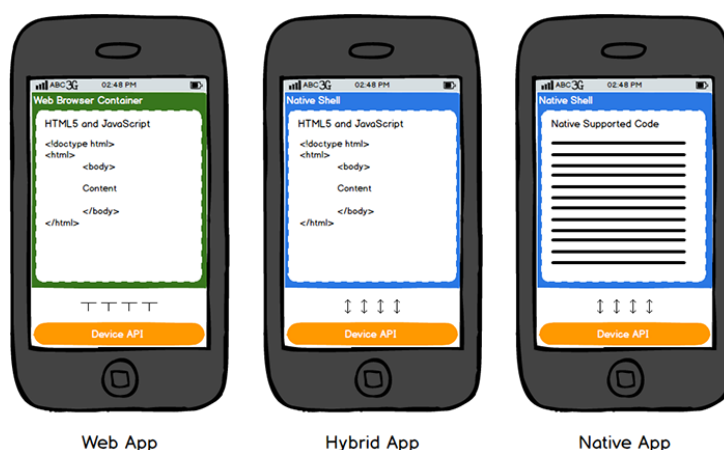 ABC 3G 02:48 PM
Web Browser Container
HTML5 and JavaScript
<!doctype html>
<html>
<body>
Content
</body>
</html>
Device API
Web App
ABC 3G 02:48 PM
Native Shell
HTML5 and JavaScript
<!doctype html>
<html>
<body>
Content
</body>
</html>
Device API
Hybrid App
ABC 3G 02:48 PM
Native Shell
Native Supported Code
Device API
Native App